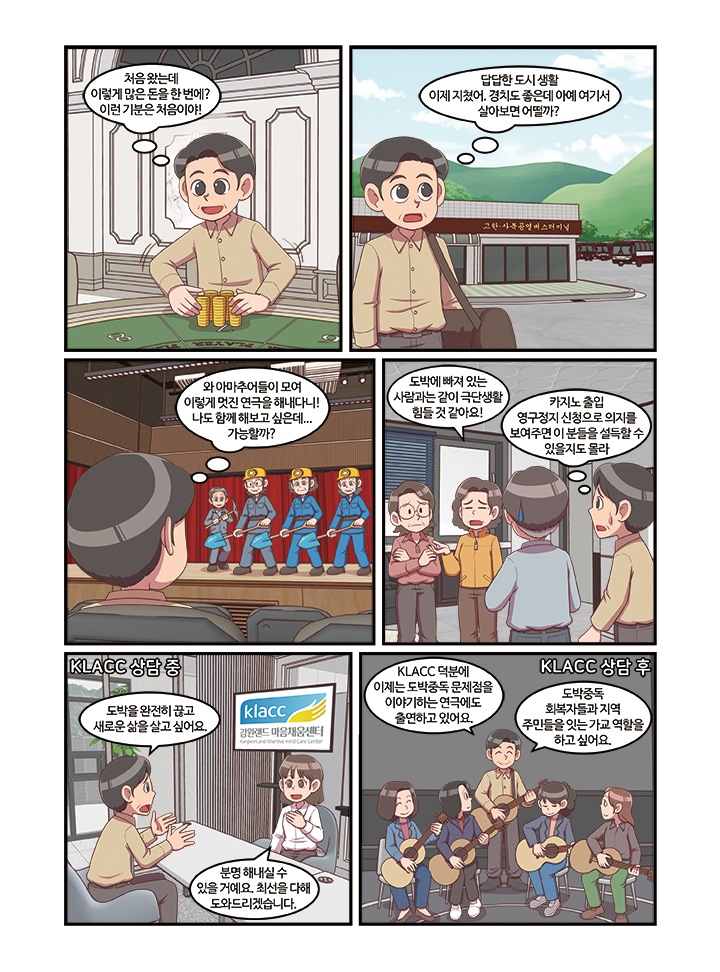 처음 왔는데
이렇게 많은 돈을 한 번에?
이런 기분은 처음이야!
PLAYER
답답한 도시 생활
이제 지쳤어. 경치도 좋은데 아예 여기서
살아보면 어떨까?
고한·사북공영버스터미널
와 아마추어들이 모여
이렇게 멋진 연극을 해내다니!
나도 함께 해보고 싶은데...
가능할까?
도박에 빠져 있는
사람과는 같이 극단생활
힘들 것 같아요!
카지노 출입
영구정지 신청으로 의지를
보여주면 이 분들을 설득할 수
있을지도 몰라
KLACC 상담 중
도박을 완전히 끊고
새로운 삶을 살고 싶어요.
klacc
강원랜드 마음채움센터
Kangwonland Addictive mind Care Center
분명 해내실 수
있을 거예요. 최선을 다해
도와드리겠습니다.
KLACC 상담 후
KLACC 덕분에
이제는 도박중독 문제점을
이야기하는 연극에도
출연하고 있어요.
도박중독
회복자들과 지역
주민들을 잇는 가교 역할을
하고 싶어요.